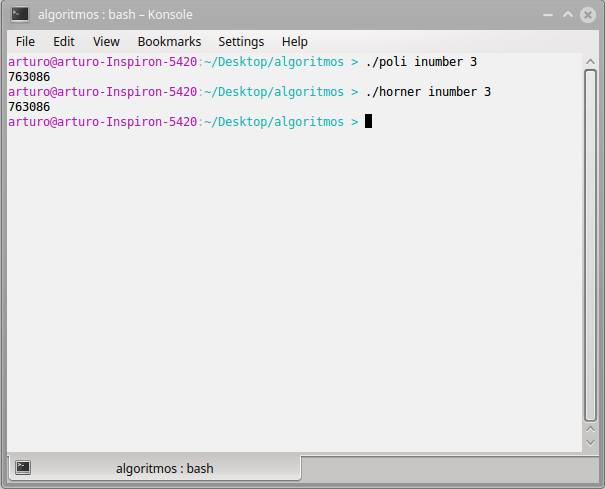 algoritmos : bash – Konsole
File Edit View Bookmarks Settings Help
arturo@arturo-Inspiron-5420:~/Desktop/algoritmos > ./poli inumber 3
763086
arturo@arturo-Inspiron-5420:~/Desktop/algoritmos > ./horner inumber 3
763086
arturo@arturo-Inspiron-5420:~/Desktop/algoritmos >
algoritmos : bash